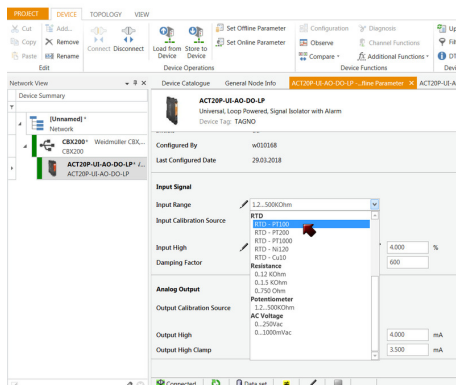 PROJECT DEVICE TOPOLOGY VIEW
Cut Add...
Copy Remove
Paste Rename
Edit
Connect Disconnect
Load from Device Store to Device
Set Offline Parameter
Set Online Parameter
Device Operations
Configuration Diagnosis
Observe Channel Functions
Compare Additional Functions
Device Functions
Network View
Device Summary
[Unnamed]*
Network
CBX200* Weidmüller CBX,...
CBX200
ACT20P-UI-AO-DO-LP* /...
ACT20P-UI-AO-DO-LP
Device Catalogue General Node Info ACT20P-UI-AO-DO-LP -...ffline Parameter
ACT20P-UI-AO-DO-LP
Universal, Loop Powered, Signal Isolator with Alarm
Device Tag: TAGNO
Configured By w010168
Last Configured Date 29.03.2018
Input Signal
Input Range 1.2...500KOhm
Input Calibration Source
Input High 4.000 %
Damping Factor 600
RTD
RTD - PT100
RTD - PT200
RTD - PT1000
RTD - Ni120
RTD - Cu10
Resistance
0..12 KOhm
0..1.5 KOhm
0..750 Ohm
Potentiometer
1.2...500KOhm
AC Voltage
0...250Vac
0...1000mVac
Analog Output
Output Calibration Source
Output High 4.000 mA
Output High Clamp 3.500 mA
Connected Data set